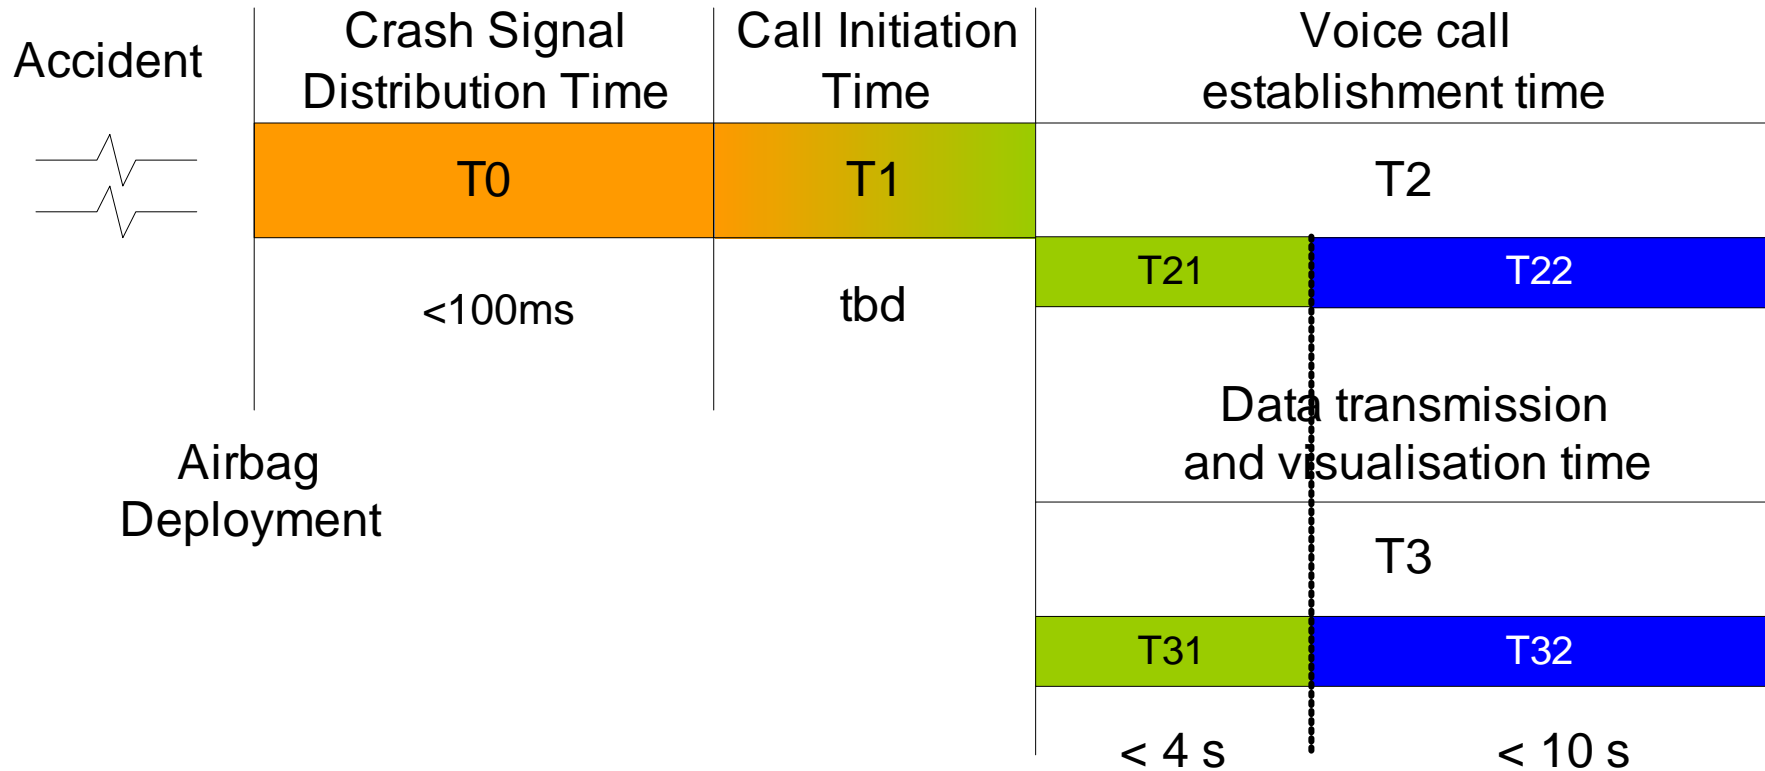 Accident
Crash Signal
Distribution Time
Call Initiation
Time
Voice call
establishment time
T0
T1
T2
T21
T22
<100ms
tbd
Data transmission
and visualisation time
Airbag
Deployment
T3
T31
T32
< 4 s
< 10 s